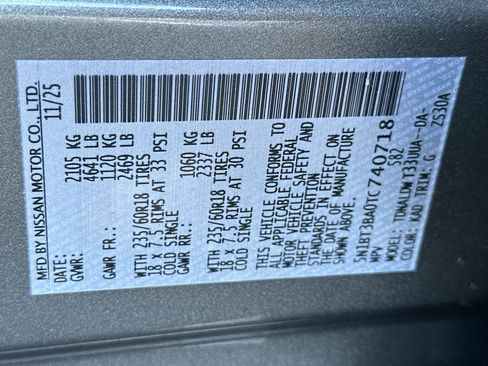 MFD BY NISSAN MOTOR CO., LTD.
DATE: 11/25
GVWR: 2105 KG
4641 LB
GAWR FR.: 1120 KG
2469 LB
WITH 235/60R18 TIRES
18 X 7.5 RIMS AT 33 PSI
COLD SINGLE
GAWR RR.: 1060 KG
2337 LB
WITH 235/60R18 TIRES
18 X 7.5 RIMS AT 30 PSI
COLD SINGLE
THIS VEHICLE CONFORMS TO
ALL APPLICABLE FEDERAL
MOTOR VEHICLE SAFETY AND
THEFT PREVENTION
STANDARDS IN EFFECT ON
THE DATE OF MANUFACTURE
SHOWN ABOVE.
5N1BT3BA0TC740718
MPV 582
MODEL: TDMALDW T33UUA--DA-
COLOR: KAD TRIM: G ZS30A